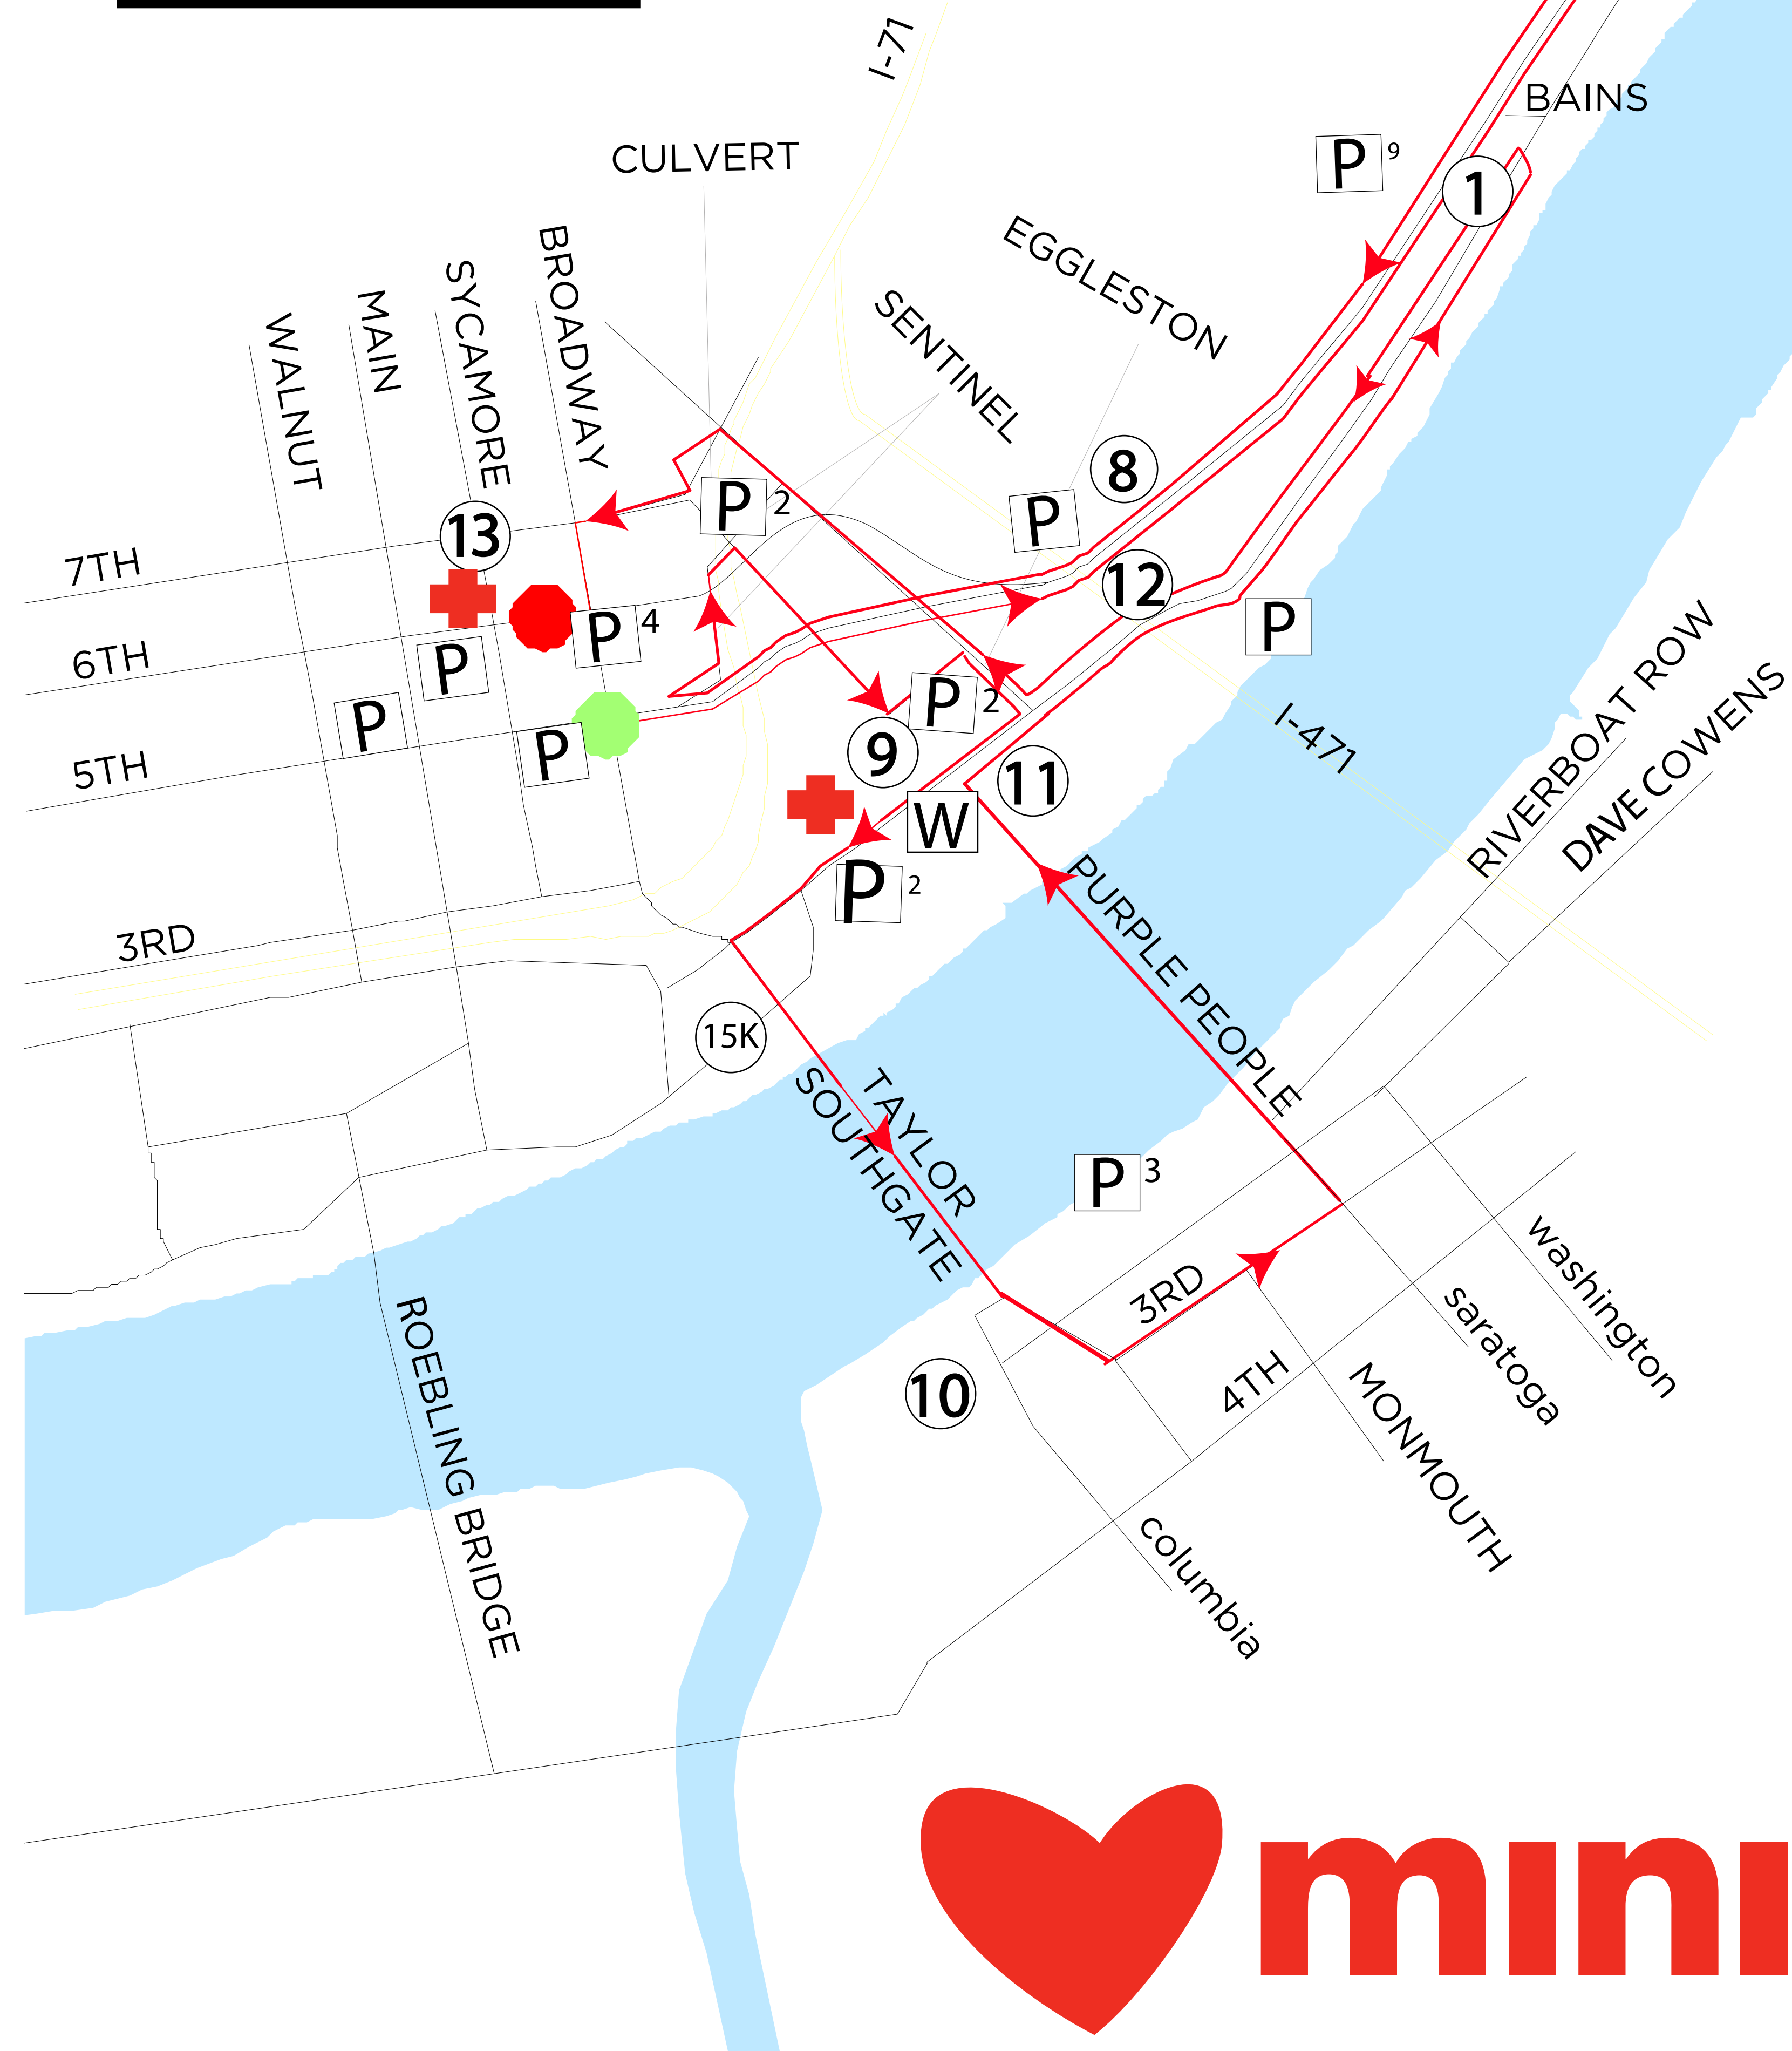 I-71
BAINS
CULVERT
P 9
1
EGGLESTON
BROADWAY
SYCAMORE
MAIN
WALNUT
SENTINEL
8
P 2
P
13
7TH
12
P
P 4
6TH
P
P
P
5TH
P 2
9
11
I-471
RIVERBOAT ROW
DAVE COWENS
W
P 2
PURPLE PEOPLE
3RD
15K
TAYLOR
SOUTHGATE
P 3
3RD
washington
saratoga
10
4TH
MONMOUTH
ROEBLING BRIDGE
columbia
mini